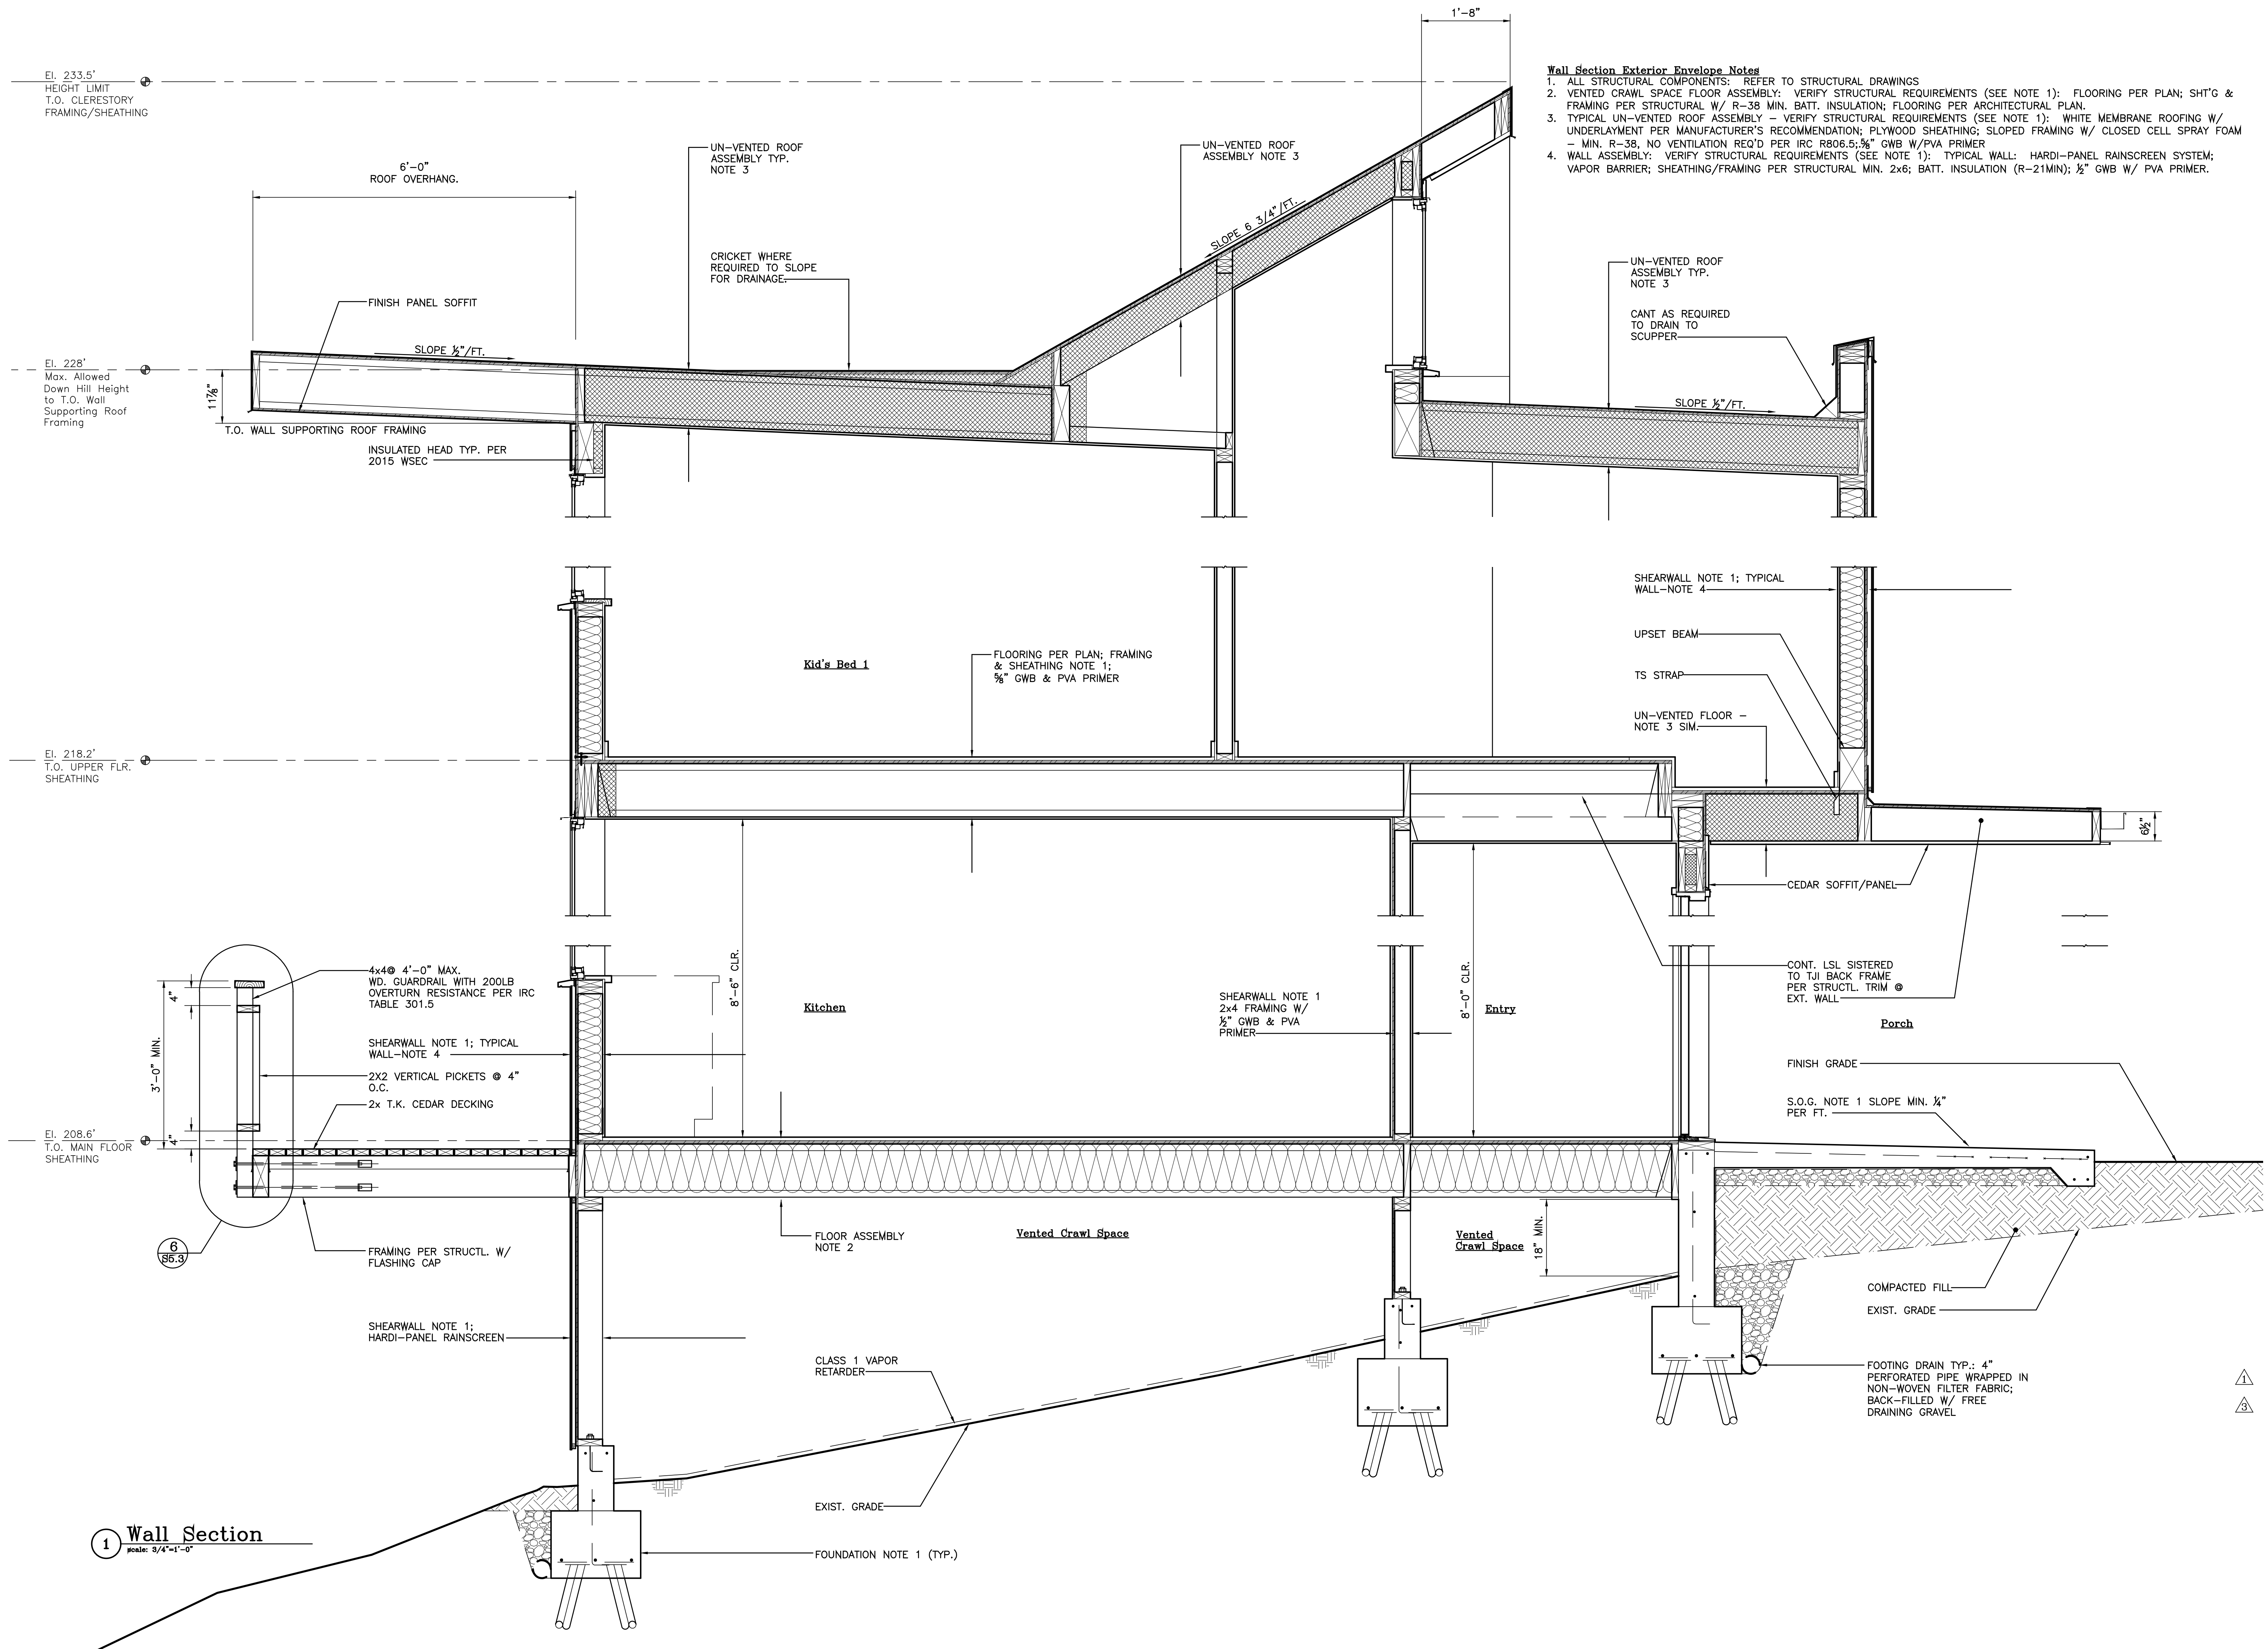 1'-8"
El. 233.5'
HEIGHT LIMIT
T.O. CLERESTORY
FRAMING/SHEATHING
Wall Section Exterior Envelope Notes
1. ALL STRUCTURAL COMPONENTS: REFER TO STRUCTURAL DRAWINGS
2. VENTED CRAWL SPACE FLOOR ASSEMBLY: VERIFY STRUCTURAL REQUIREMENTS (SEE NOTE 1): FLOORING PER PLAN; SHT'G &
FRAMING PER STRUCTURAL W/ R-38 MIN. BATT. INSULATION; FLOORING PER ARCHITECTURAL PLAN.
3. TYPICAL UN-VENTED ROOF ASSEMBLY - VERIFY STRUCTURAL REQUIREMENTS (SEE NOTE 1): WHITE MEMBRANE ROOFING W/
UNDERLAYMENT PER MANUFACTURER'S RECOMMENDATION; PLYWOOD SHEATHING; SLOPED FRAMING W/ CLOSED CELL SPRAY FOAM
- MIN. R-38, NO VENTILATION REQ'D PER IRC R806.5; ⅝" GWB W/PVA PRIMER
4. WALL ASSEMBLY: VERIFY STRUCTURAL REQUIREMENTS (SEE NOTE 1): TYPICAL WALL: HARDI-PANEL RAINSCREEN SYSTEM;
VAPOR BARRIER; SHEATHING/FRAMING PER STRUCTURAL MIN. 2x6; BATT. INSULATION (R-21MIN); ½" GWB W/ PVA PRIMER.
6'-0"
ROOF OVERHANG.
UN-VENTED ROOF
ASSEMBLY TYP.
NOTE 3
UN-VENTED ROOF
ASSEMBLY NOTE 3
SLOPE 6 3/4"/FT.
CRICKET WHERE
REQUIRED TO SLOPE
FOR DRAINAGE.
UN-VENTED ROOF
ASSEMBLY TYP.
NOTE 3
CANT AS REQUIRED
TO DRAIN TO
SCUPPER
FINISH PANEL SOFFIT
SLOPE ½"/FT.
El. 228'
Max. Allowed
Down Hill Height
to T.O. Wall
Supporting Roof
Framing
11⅞"
T.O. WALL SUPPORTING ROOF FRAMING
SLOPE ½"/FT.
INSULATED HEAD TYP. PER
2015 WSEC
SHEARWALL NOTE 1; TYPICAL
WALL-NOTE 4
UPSET BEAM
TS STRAP
UN-VENTED FLOOR -
NOTE 3 SIM.
Kid's Bed 1
FLOORING PER PLAN; FRAMING
& SHEATHING NOTE 1;
⅝" GWB & PVA PRIMER
El. 218.2'
T.O. UPPER FLR.
SHEATHING
6½"
CEDAR SOFFIT/PANEL
4x4@ 4'-0" MAX.
WD. GUARDRAIL WITH 200LB
OVERTURN RESISTANCE PER IRC
TABLE 301.5
4"
3'-0" MIN.
4"
8'-6" CLR.
Kitchen
SHEARWALL NOTE 1
2x4 FRAMING W/
½" GWB & PVA
PRIMER
8'-0" CLR.
Entry
CONT. LSL SISTERED
TO TJI BACK FRAME
PER STRUCTL. TRIM @
EXT. WALL
Porch
SHEARWALL NOTE 1; TYPICAL
WALL-NOTE 4
2X2 VERTICAL PICKETS @ 4"
O.C.
2x T.K. CEDAR DECKING
FINISH GRADE
S.O.G. NOTE 1 SLOPE MIN. ¼"
PER FT.
El. 208.6'
T.O. MAIN FLOOR
SHEATHING
6
S5.3
FRAMING PER STRUCTL. W/
FLASHING CAP
FLOOR ASSEMBLY
NOTE 2
Vented Crawl Space
Vented
Crawl Space
18" MIN.
COMPACTED FILL
EXIST. GRADE
SHEARWALL NOTE 1;
HARDI-PANEL RAINSCREEN
CLASS 1 VAPOR
RETARDER
FOOTING DRAIN TYP.: 4"
PERFORATED PIPE WRAPPED IN
NON-WOVEN FILTER FABRIC;
BACK-FILLED W/ FREE
DRAINING GRAVEL
1
3
EXIST. GRADE
FOUNDATION NOTE 1 (TYP.)
1
Wall Section
scale: 3/4"=1'-0"